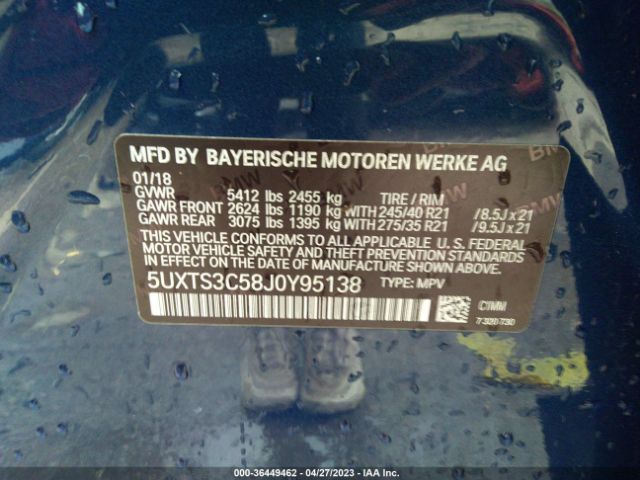 MFD BY BAYERISCHE MOTOREN WERKE AG
01/18
GVWR 5412 lbs 2455 kg TIRE / RIM
GAWR FRONT 2624 lbs 1190 kg WITH 245/40 R21 / 8.5J x 21
GAWR REAR 3075 lbs 1395 kg WITH 275/35 R21 / 9.5J x 21
THIS VEHICLE CONFORMS TO ALL APPLICABLE U. S. FEDERAL
MOTOR VEHICLE SAFETY AND THEFT PREVENTION
STANDARDS IN EFFECT ON THE DATE OF MANUFACTURE
SHOWN ABOVE.
5UXTS3C58J0Y95138 TYPE: MPV
C1MN
7 320 730
BMW
BMW
BMW
000-36449462 - 04/27/2023 - IAA Inc.